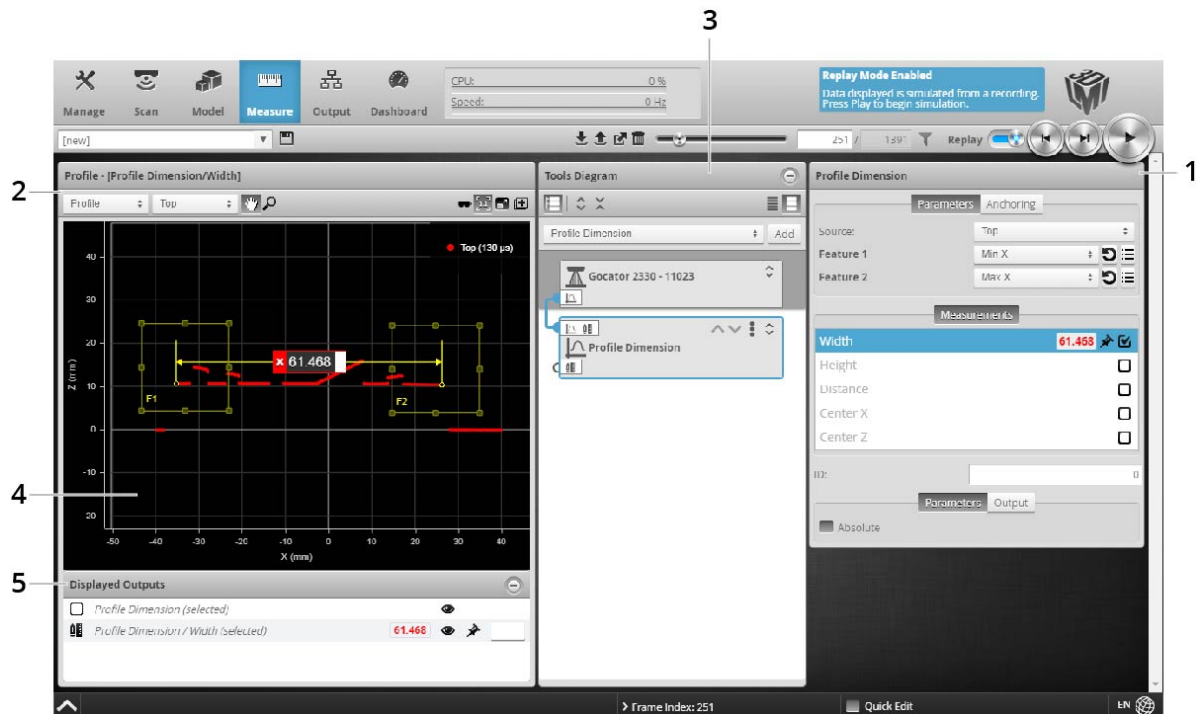 3
Manage
Scan
Model
Measure
Output
Dashboard
CPU: 0 %
Speed: 0 Hz
Replay Mode Enabled
Data displayed is simulated from a recording.
Press Play to begin simulation.
[new]
251 / 1391
Replay
1
2
Profile - [Profile Dimension/Width]
Profile
Top
Top (130 µs)
40
30
20
10
0
-10
20
Z (mm)
61.468
F1
F2
-50 -40 -30 -20 -10 0 10 20 30 40
X (mm)
4
5
Displayed Outputs
Profile Dimension (selected)
Profile Dimension / Width (selected) 61.468
Tools Diagram
Profile Dimension
Add
Gocator 2330 - 11023
Profile Dimension
Profile Dimension
Parameters Anchoring
Source: Top
Feature 1 Min X
Feature 2 Max X
Measurements
Width 61.468
Height
Distance
Center X
Center Z
ID: 0
Parameters Output
Absolute
> Frame Index: 251
Quick Edit
EN